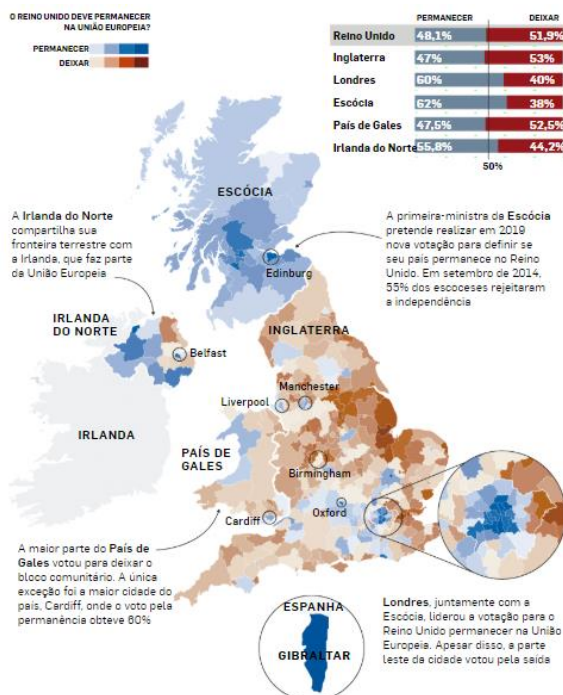 O REINO UNIDO DEVE PERMANECER
NA UNIÃO EUROPEIA?
PERMANECER
DEIXAR
PERMANECER DEIXAR
Reino Unido 48,1% 51,9%
Inglaterra 47% 53%
Londres 60% 40%
Escócia 62% 38%
País de Gales 47,5% 52,5%
Irlanda do Norte 55,8% 44,2%
50%
ESCÓCIA
A Irlanda do Norte
compartilha sua
fronteira terrestre com
a Irlanda, que faz parte
da União Europeia
A primeira-ministra da Escócia
pretende realizar em 2019
nova votação para definir se
seu país permanece no Reino
Unido. Em setembro de 2014,
55% dos escoceses rejeitaram
a independência
Edinburg
IRLANDA
DO NORTE
INGLATERRA
Belfast
Manchester
Liverpool
IRLANDA
PAÍS DE
GALES
Birmingham
Oxford
Cardiff
A maior parte do País de
Gales votou para deixar o
bloco comunitário. A única
exceção foi a maior cidade do
país, Cardiff, onde o voto pela
permanência obteve 60%
ESPANHA
GIBRALTAR
Londres, juntamente com a
Escócia, liderou a votação para o
Reino Unido permanecer na União
Europeia. Apesar disso, a parte
leste da cidade votou pela saída